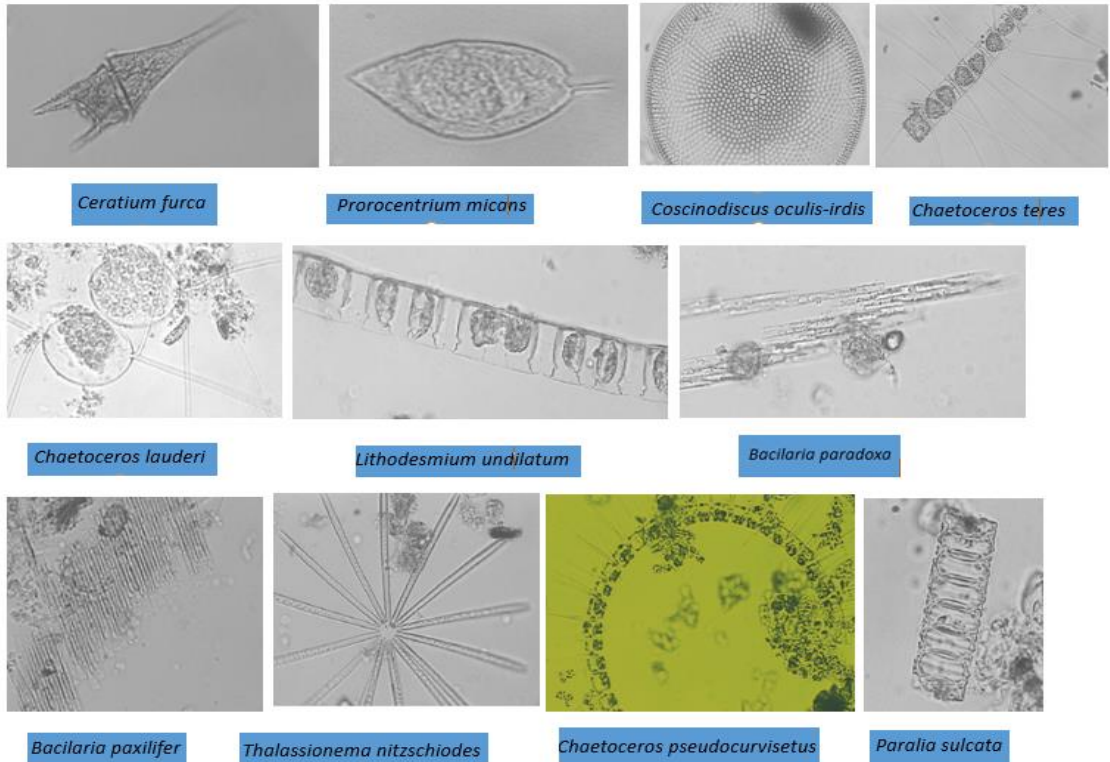 Ceratium furca
Prorocentrium micans
Coscinodiscus oculis-irdis
Chaetoceros teres
Chaetoceros lauderi
Lithodesmium undilatum
Bacilaria paradoxa
Bacilaria paxilifer
Thalassionema nitzschiodes
Chaetoceros pseudocurvisetus
Paralia sulcata